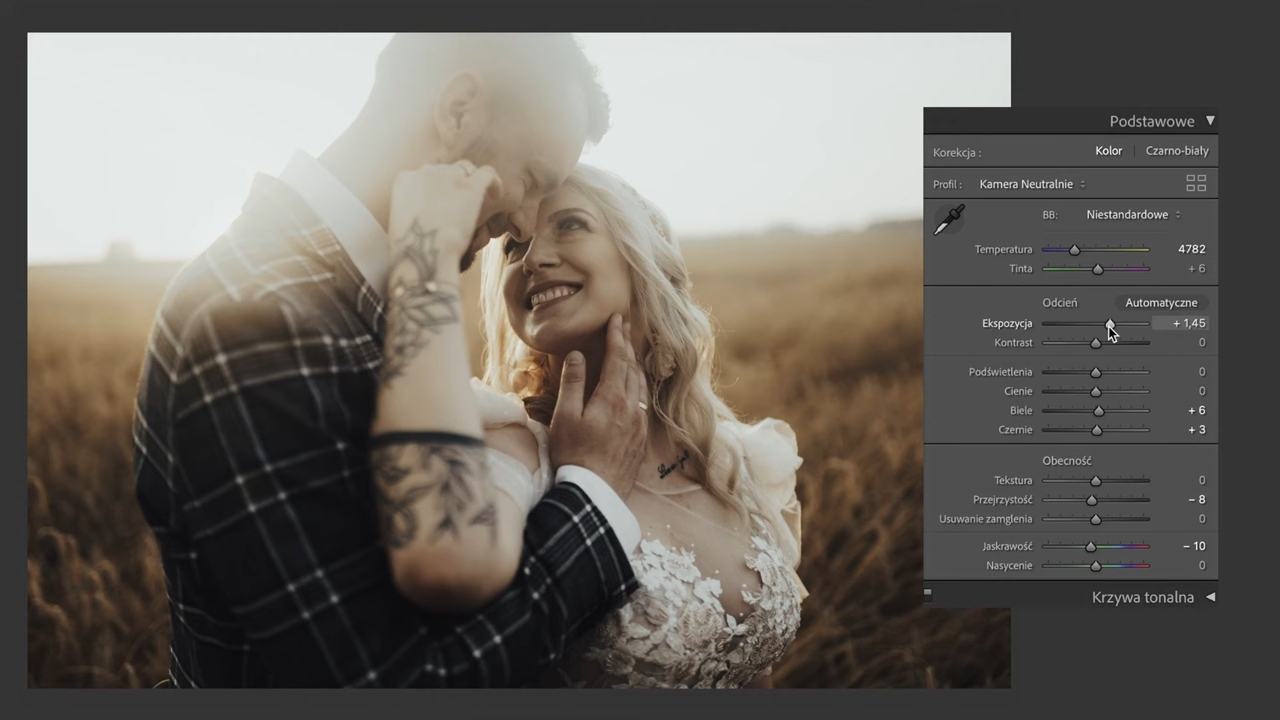 Podstawowe
Korekcja : Kolor Czarno-biały
Profil : Kamera Neutralnie
BB: Niestandardowe
Temperatura 4782
Tinta + 6
Odcień Automatyczne
Ekspozycja + 1,45
Kontrast 0
Podświetlenia 0
Cienie 0
Biele + 6
Czernie + 3
Obecność
Tekstura 0
Przejrzystość – 8
Usuwanie zamglenia 0
Jaskrawość – 10
Nasycenie 0
Krzywa tonalna